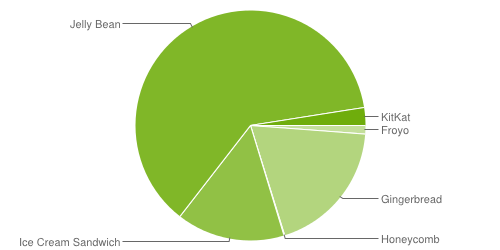 Jelly Bean
KitKat
Froyo
Gingerbread
Honeycomb
Ice Cream Sandwich